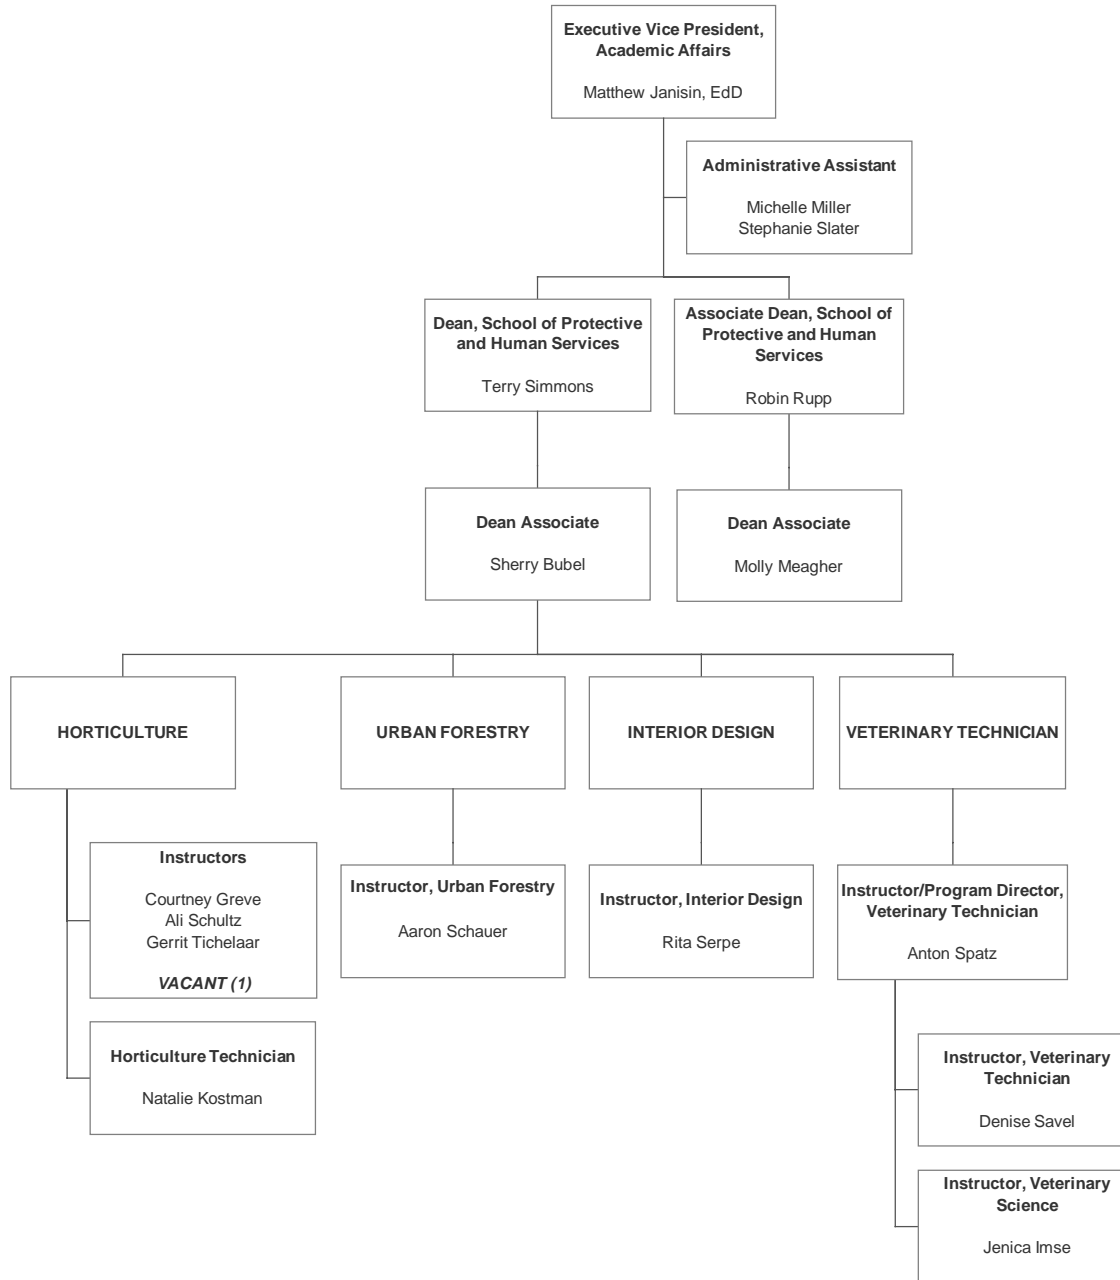 Executive Vice President,
Academic Affairs
Matthew Janisin, EdD
Administrative Assistant
Michelle Miller
Stephanie Slater
Dean, School of Protective
and Human Services
Terry Simmons
Associate Dean, School of
Protective and Human
Services
Robin Rupp
Dean Associate
Sherry Bubel
Dean Associate
Molly Meagher
HORTICULTURE
URBAN FORESTRY
INTERIOR DESIGN
VETERINARY TECHNICIAN
Instructors
Courtney Greve
Ali Schultz
Gerrit Tichelaar
VACANT (1)
Horticulture Technician
Natalie Kostman
Instructor, Urban Forestry
Aaron Schauer
Instructor, Interior Design
Rita Serpe
Instructor/Program Director,
Veterinary Technician
Anton Spatz
Instructor, Veterinary
Technician
Denise Savel
Instructor, Veterinary
Science
Jenica Imse